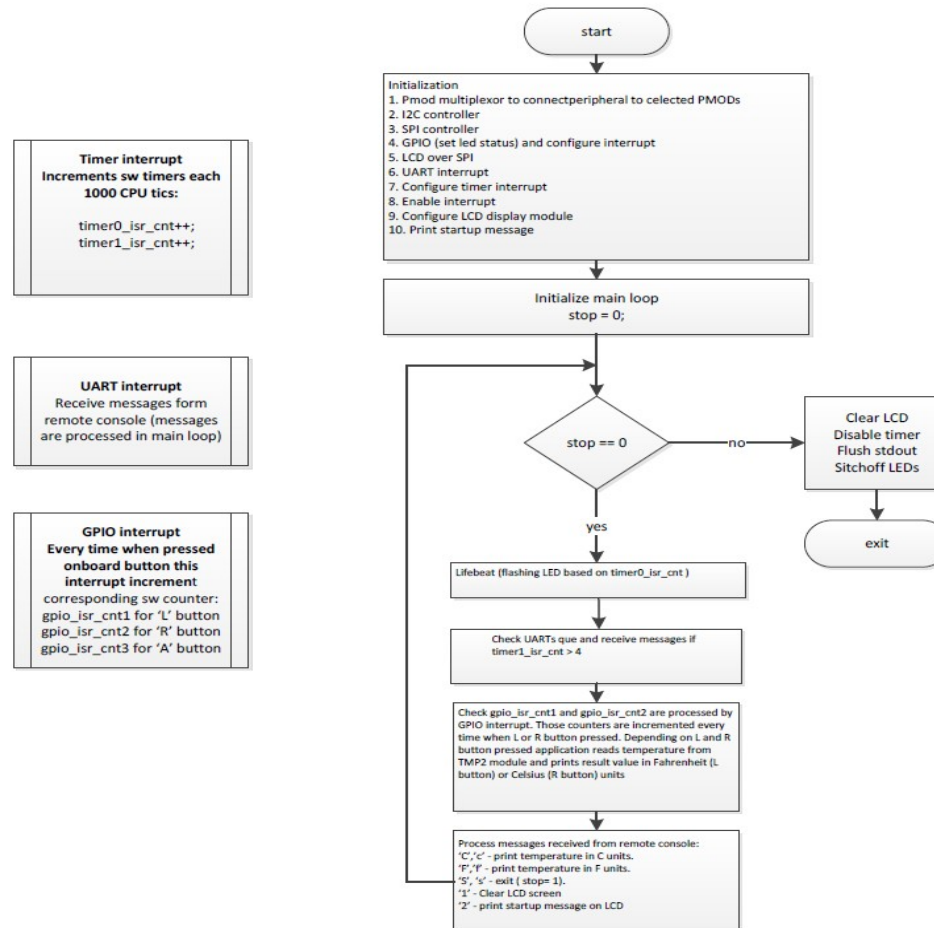 start
Initialization
1. Pmod multiplexor to connectperipheral to celected PMODs
2. I2C controller
3. SPI controller
4. GPIO (set led status) and configure interrupt
5. LCD over SPI
6. UART interrupt
7. Configure timer interrupt
8. Enable interrupt
9. Configure LCD display module
10. Print startup message
Timer interrupt
Increments sw timers each
1000 CPU tics:
timer0_isr_cnt++;
timer1_isr_cnt++;
Initialize main loop
stop = 0;
UART interrupt
Receive messages form
remote console (messages
are processed in main loop)
stop == 0
no
Clear LCD
Disable timer
Flush stdout
Sitchoff LEDs
yes
exit
GPIO interrupt
Every time when pressed
onboard button this
interrupt increment
corresponding sw counter:
gpio_isr_cnt1 for ‘L’ button
gpio_isr_cnt2 for ‘R’ button
gpio_isr_cnt3 for ‘A’ button
Lifebeat (flashing LED based on timer0_isr_cnt )
Check UARTs que and receive messages if
timer1_isr_cnt > 4
Check gpio_isr_cnt1 and gpio_isr_cnt2 are processed by
GPIO interrupt. Those counters are incremented every
time when L or R button pressed. Depending on L and R
button pressed application reads temperature from
TMP2 module and prints result value in Fahrenheit (L
button) or Celsius (R button) units
Process messages received from remote console:
‘C’,‘c’ - print temperature in C units.
‘F’,‘f’ - print temperature in F units.
‘S’, ‘s’ - exit ( stop= 1).
‘1’ - Clear LCD screen
‘2’ - print startup message on LCD